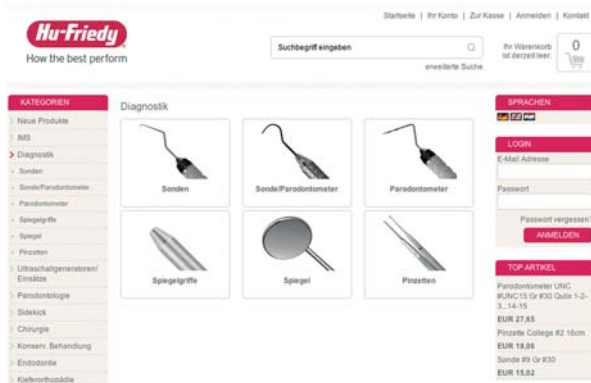 Startseite | Ihr Konto | Zur Kasse | Anmelden | Kontakt
Hu-Friedy
How the best perform
Suchbegriff eingeben
erweiterte Suche
Ihr Warenkorb
ist derzeit leer.
0
KATEGORIEN
Neue Produkte
IMS
Diagnostik
Sonden
Sonde/Parodontometer
Parodontometer
Spiegelgriffe
Spiegel
Pinzetten
Ultraschallgeneratoren/
Einsätze
Parodontologie
Sidekick
Chirurgie
Konserv. Behandlung
Endodontie
Kieferorthopädie
Diagnostik
Sonden
Sonde/Parodontometer
Parodontometer
Spiegelgriffe
Spiegel
Pinzetten
SPRACHEN
LOGIN
E-Mail Adresse
Passwort
Passwort vergessen?
ANMELDEN
TOP ARTIKEL
Parodontometer UNC
#UNC15 Gr #30 Qulix 1-2-
3...14-15
EUR 27,65
Pinzette College #2 16cm
EUR 19,06
Sonde #9 Gr #30
EUR 15,02